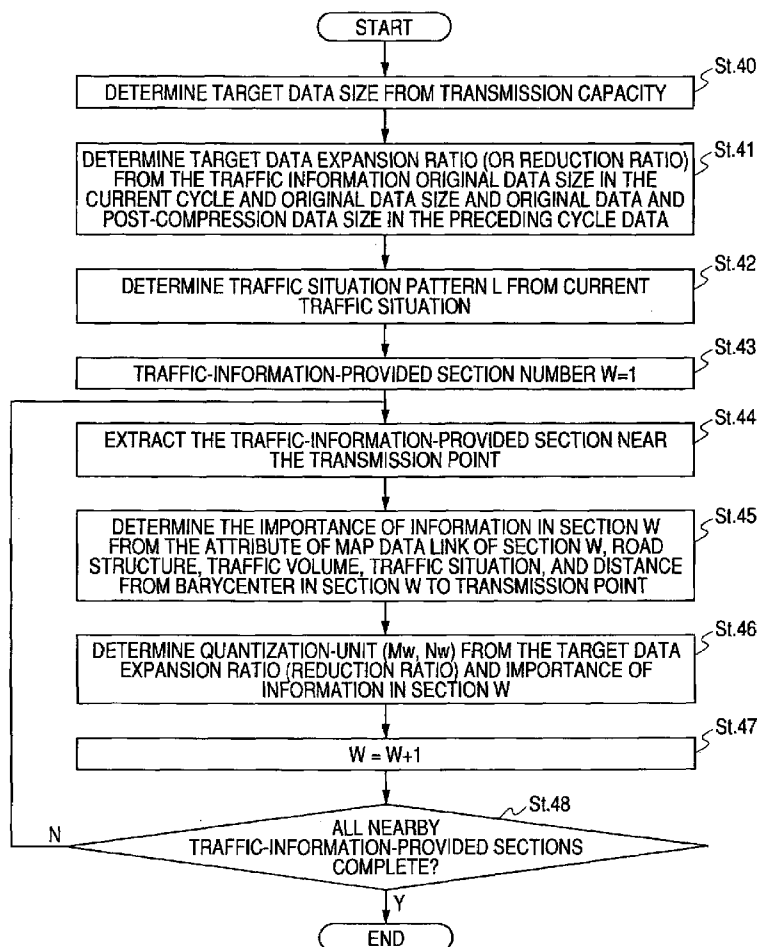 START
St.40
DETERMINE TARGET DATA SIZE FROM TRANSMISSION CAPACITY
St.41
DETERMINE TARGET DATA EXPANSION RATIO (OR REDUCTION RATIO)
FROM THE TRAFFIC INFORMATION ORIGINAL DATA SIZE IN THE
CURRENT CYCLE AND ORIGINAL DATA SIZE AND ORIGINAL DATA AND
POST-COMPRESSION DATA SIZE IN THE PRECEDING CYCLE DATA
St.42
DETERMINE TRAFFIC SITUATION PATTERN L FROM CURRENT
TRAFFIC SITUATION
St.43
TRAFFIC-INFORMATION-PROVIDED SECTION NUMBER W=1
St.44
EXTRACT THE TRAFFIC-INFORMATION-PROVIDED SECTION NEAR
THE TRANSMISSION POINT
St.45
DETERMINE THE IMPORTANCE OF INFORMATION IN SECTION W
FROM THE ATTRIBUTE OF MAP DATA LINK OF SECTION W, ROAD
STRUCTURE, TRAFFIC VOLUME, TRAFFIC SITUATION, AND DISTANCE
FROM BARYCENTER IN SECTION W TO TRANSMISSION POINT
St.46
DETERMINE QUANTIZATION-UNIT (Mw, Nw) FROM THE TARGET DATA
EXPANSION RATIO (REDUCTION RATIO) AND IMPORTANCE OF
INFORMATION IN SECTION W
St.47
W = W+1
St.48
ALL NEARBY
TRAFFIC-INFORMATION-PROVIDED SECTIONS
COMPLETE?
N
Y
END